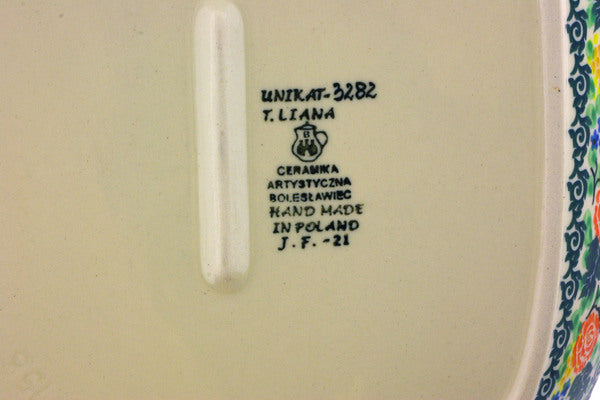 UNIKAT-3282
T. LIANA
CERAMIKA
ARTYSTYCZNA
BOLESŁAWIEC
HAND MADE
IN POLAND
J. F. -21